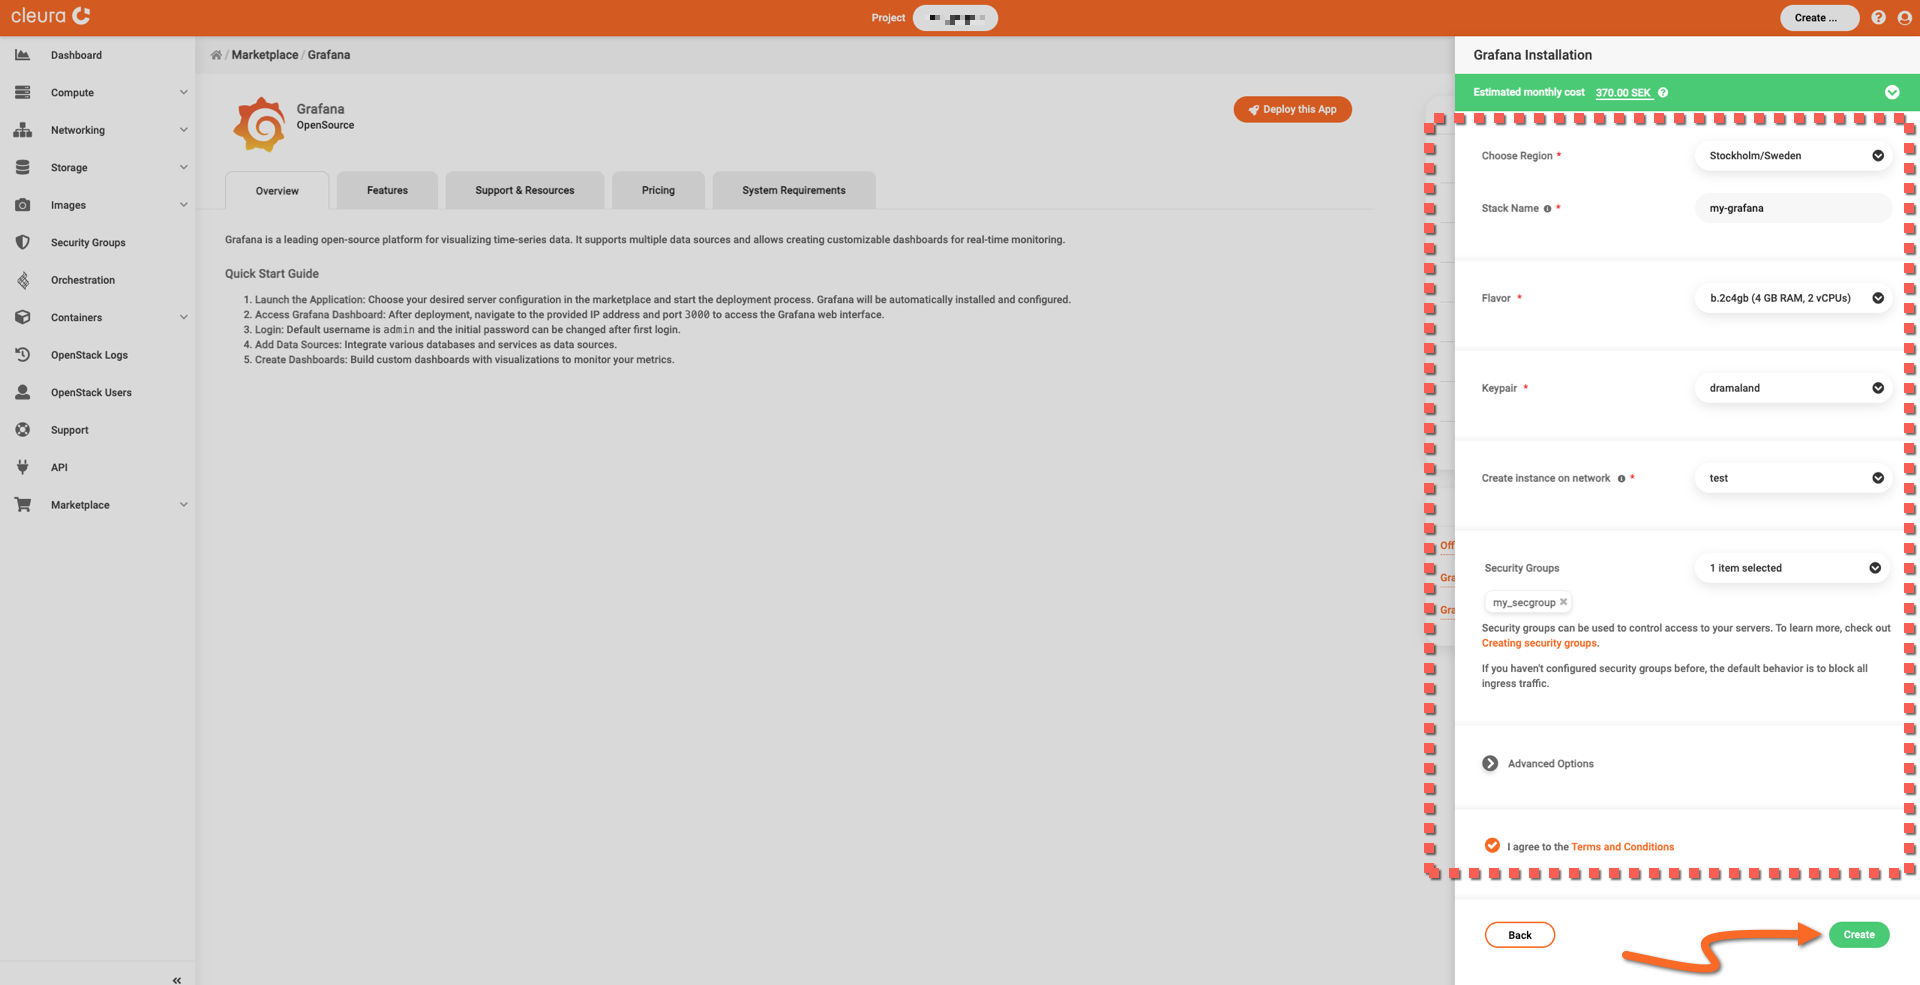 cleura
Project
Create ...
Dashboard
Compute
Networking
Storage
Images
Security Groups
Orchestration
Containers
OpenStack Logs
OpenStack Users
Support
API
Marketplace
«
/ Marketplace / Grafana
Grafana
OpenSource
Deploy this App
Overview
Features
Support & Resources
Pricing
System Requirements
Grafana is a leading open-source platform for visualizing time-series data. It supports multiple data sources and allows creating customizable dashboards for real-time monitoring.
Quick Start Guide
1. Launch the Application: Choose your desired server configuration in the marketplace and start the deployment process. Grafana will be automatically installed and configured.
2. Access Grafana Dashboard: After deployment, navigate to the provided IP address and port 3000 to access the Grafana web interface.
3. Login: Default username is admin and the initial password can be changed after first login.
4. Add Data Sources: Integrate various databases and services as data sources.
5. Create Dashboards: Build custom dashboards with visualizations to monitor your metrics.
Off
Gra
Gra
Grafana Installation
Estimated monthly cost 370.00 SEK ?
Choose Region * Stockholm/Sweden
Stack Name * my-grafana
Flavor * b.2c4gb (4 GB RAM, 2 vCPUs)
Keypair * dramaland
Create instance on network * test
Security Groups 1 item selected
my_secgroup
Security groups can be used to control access to your servers. To learn more, check out
Creating security groups.
If you haven't configured security groups before, the default behavior is to block all
ingress traffic.
Advanced Options
I agree to the Terms and Conditions
Back
Create